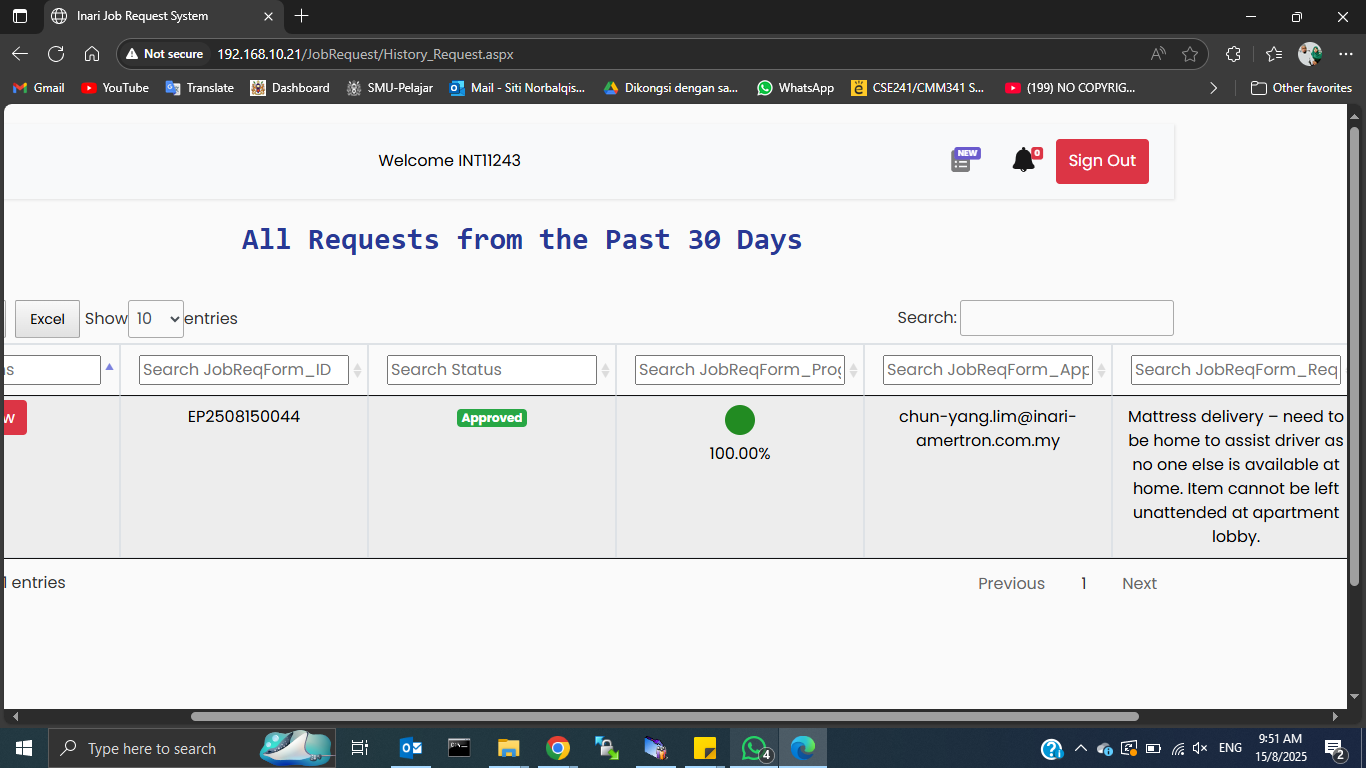 Inari Job Request System
Not secure 192.168.10.21/JobRequest/History_Request.aspx
Gmail YouTube Translate Dashboard SMU-Pelajar Mail - Siti Norbalqis... Dikongsi dengan sa... WhatsApp CSE241/CMM341 S... (199) NO COPYRIG... Other favorites
Welcome INT11243
NEW
0
Sign Out
All Requests from the Past 30 Days
Excel Show 10 entries Search:
s Search JobReqForm_ID Search Status Search JobReqForm_Prog Search JobReqForm_App Search JobReqForm_Req
w EP2508150044 Approved chun-yang.lim@inari- Mattress delivery – need to
amertron.com.my be home to assist driver as
100.00% no one else is available at
home. Item cannot be left
unattended at apartment
lobby.
1 entries Previous 1 Next
Type here to search
4
ENG
9:51 AM
15/8/2025
2